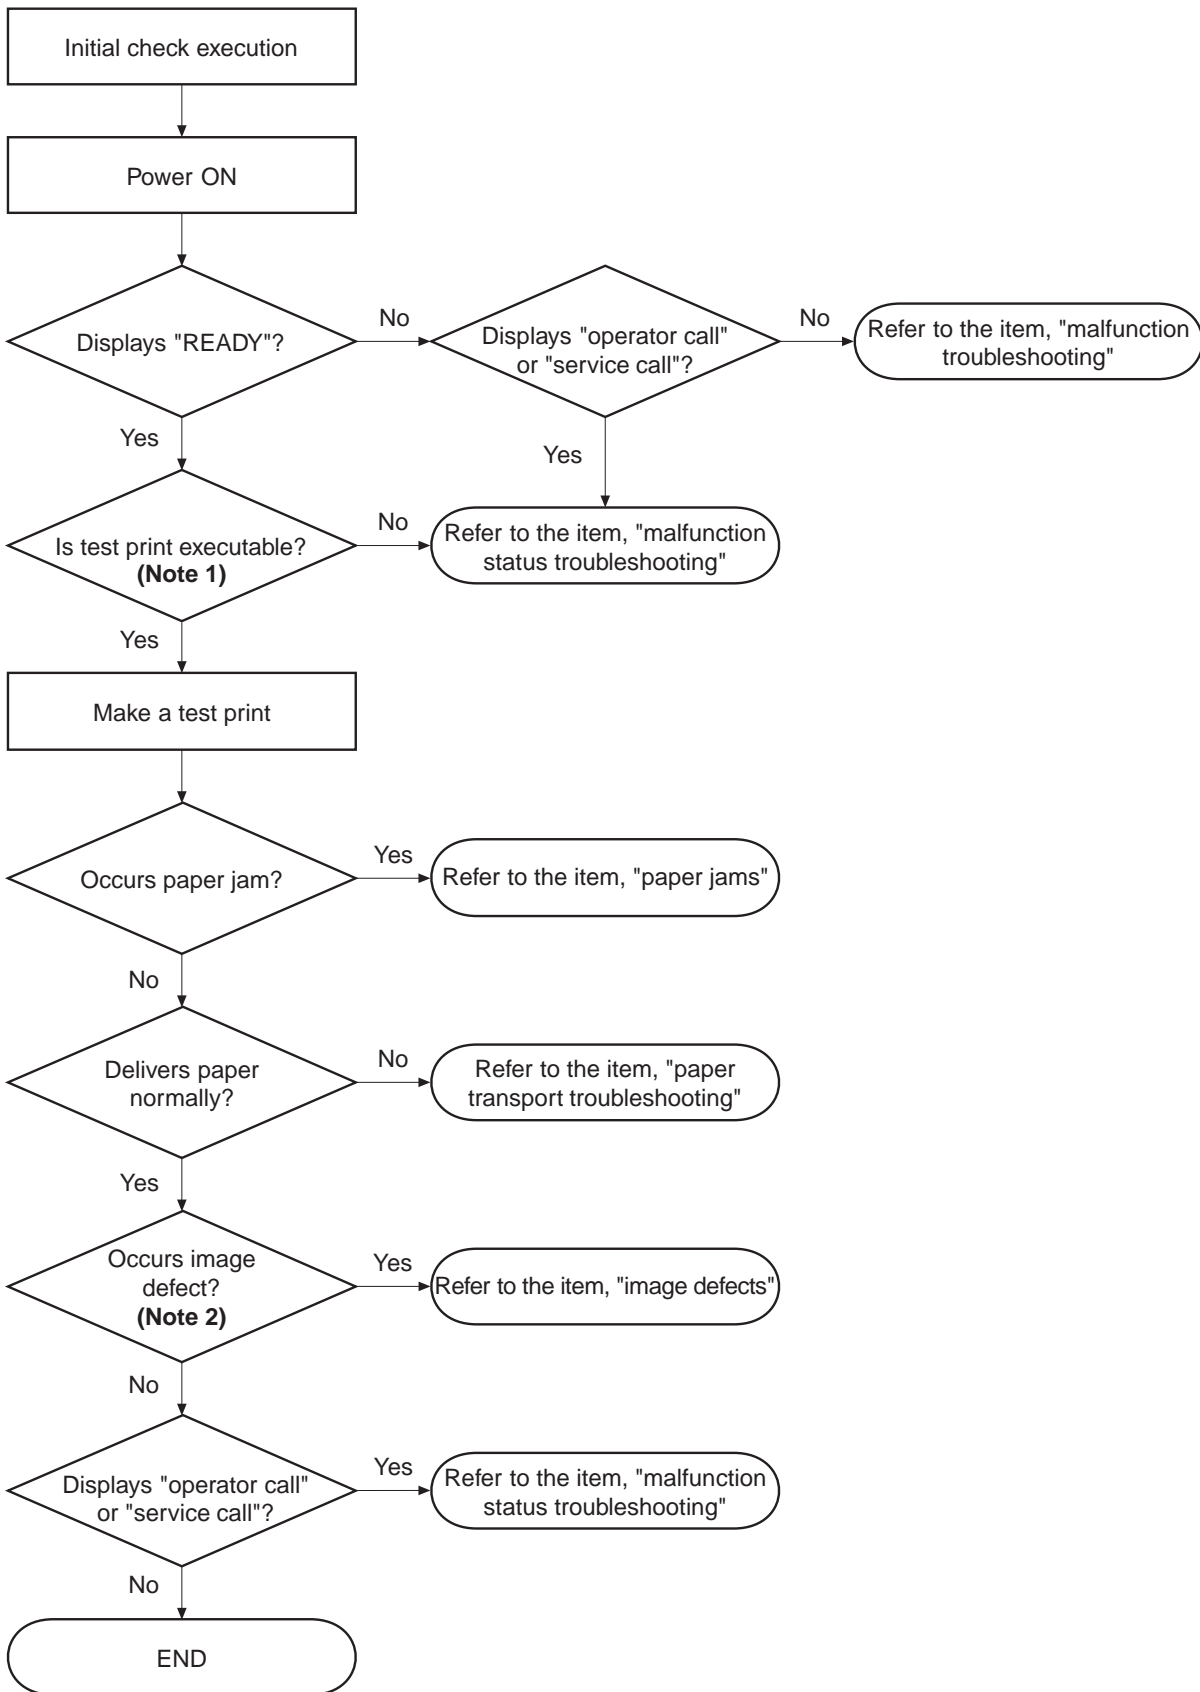 Initial check execution
Power ON
Displays "READY"?
No
Displays "operator call"
or "service call"?
No
Refer to the item, "malfunction
troubleshooting"
Yes
Yes
Is test print executable?
(Note 1)
No
Refer to the item, "malfunction
status troubleshooting"
Yes
Make a test print
Occurs paper jam?
Yes
Refer to the item, "paper jams"
No
Delivers paper
normally?
No
Refer to the item, "paper
transport troubleshooting"
Yes
Occurs image
defect?
(Note 2)
Yes
Refer to the item, "image defects"
No
Displays "operator call"
or "service call"?
Yes
Refer to the item, "malfunction
status troubleshooting"
No
END